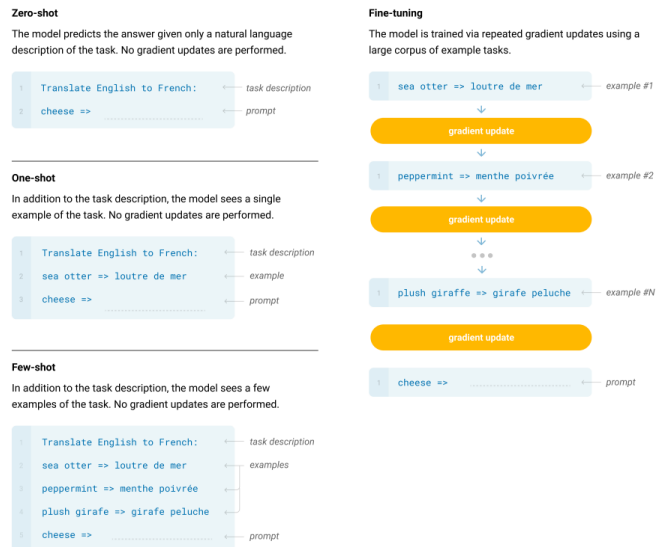 Zero-shot
The model predicts the answer given only a natural language
description of the task. No gradient updates are performed.
1 Translate English to French: ← task description
2 cheese => ← prompt
One-shot
In addition to the task description, the model sees a single
example of the task. No gradient updates are performed.
1 Translate English to French: ← task description
2 sea otter => loutre de mer ← example
3 cheese => ← prompt
Few-shot
In addition to the task description, the model sees a few
examples of the task. No gradient updates are performed.
1 Translate English to French: ← task description
2 sea otter => loutre de mer ← examples
3 peppermint => menthe poivrée ←
4 plush giraffe => girafe peluche ←
5 cheese => ← prompt
Fine-tuning
The model is trained via repeated gradient updates using a
large corpus of example tasks.
1 sea otter => loutre de mer ← example #1
↓
gradient update
↓
1 peppermint => menthe poivrée ← example #2
↓
gradient update
↓
•••
↓
1 plush giraffe => girafe peluche ← example #N
gradient update
1 cheese => ← prompt